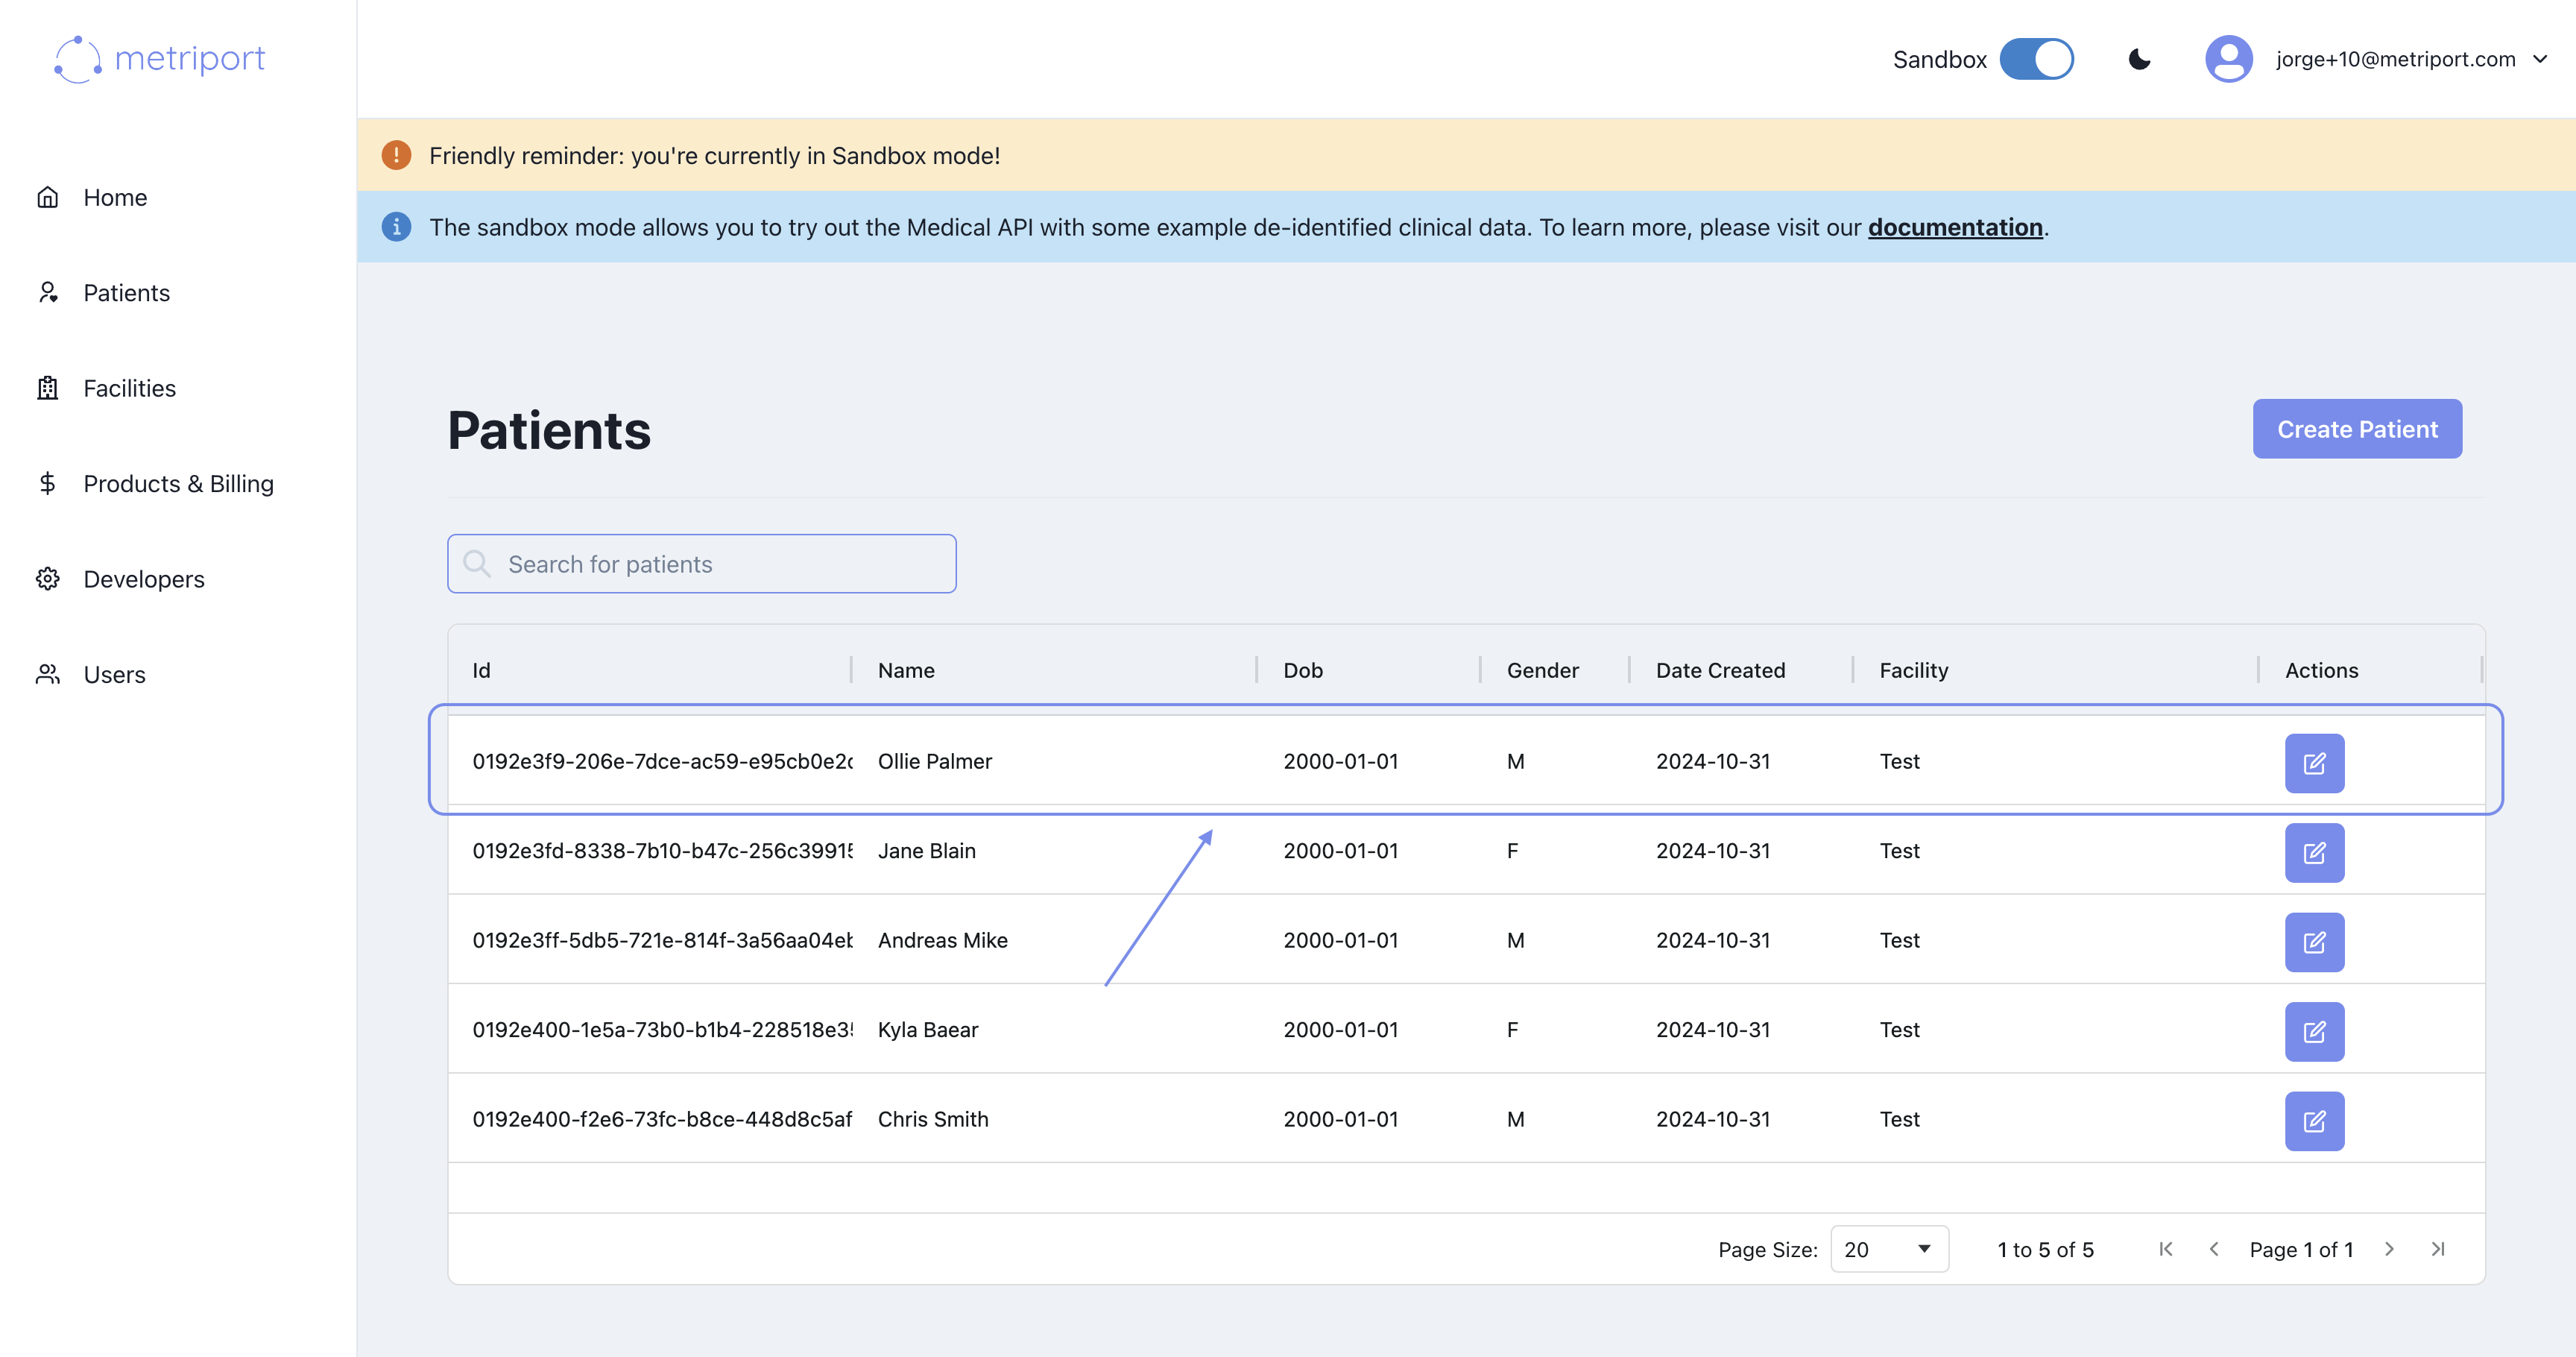 metriport
Sandbox
jorge+10@metriport.com
Friendly reminder: you're currently in Sandbox mode!
The sandbox mode allows you to try out the Medical API with some example de-identified clinical data. To learn more, please visit our documentation.
Home
Patients
Facilities
Products & Billing
Developers
Users
Patients
Create Patient
Search for patients
Id Name Dob Gender Date Created Facility Actions
0192e3f9-206e-7dce-ac59-e95cb0e2 Ollie Palmer 2000-01-01 M 2024-10-31 Test
0192e3fd-8338-7b10-b47c-256c3991 Jane Blain 2000-01-01 F 2024-10-31 Test
0192e3ff-5db5-721e-814f-3a56aa04e Andreas Mike 2000-01-01 M 2024-10-31 Test
0192e400-1e5a-73b0-b1b4-228518e3 Kyla Baear 2000-01-01 F 2024-10-31 Test
0192e400-f2e6-73fc-b8ce-448d8c5af Chris Smith 2000-01-01 M 2024-10-31 Test
Page Size: 20 1 to 5 of 5 Page 1 of 1